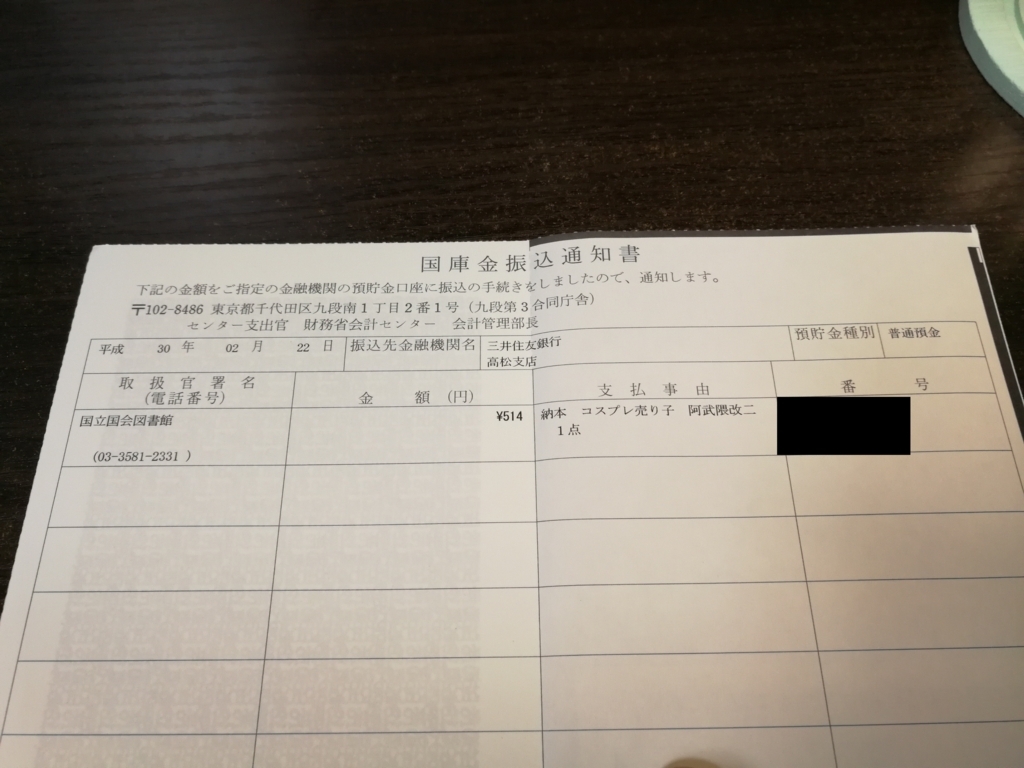 国庫金振込通知書
下記の金額をご指定の金融機関の預貯金口座に振込の手続きをしましたので、通知します。
〒102-8486 東京都千代田区九段南1丁目2番1号（九段第3合同庁舎）
センター支出官 財務省会計センター 会計管理部長
平成 30 年 02 月 22 日 振込先金融機関名 三井住友銀行 預貯金種別 普通預金
高松支店
取扱官署名 金額（円） 支払事由 番号
（電話番号）
国立国会図書館 ¥514 納本 コスプレ売り子 阿武隈改二
1点
(03-3581-2331 )